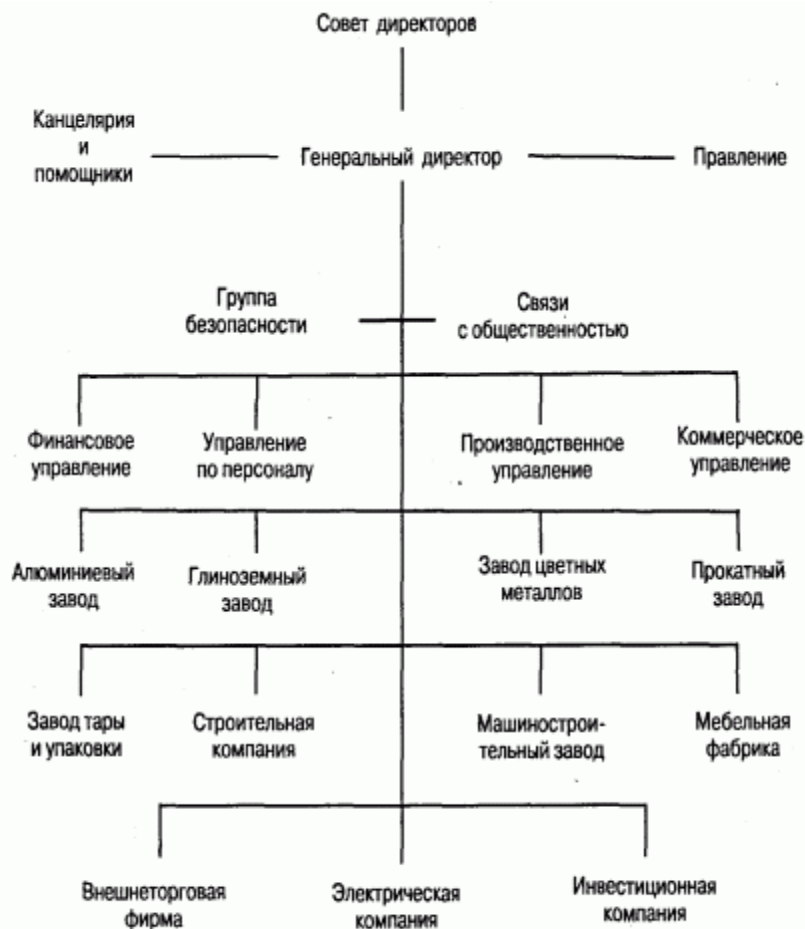 Совет директоров
Канцелярия
и
помощники
Генеральный директор
Правление
Группа
безопасности
Связи
с общественностью
Финансовое
управление
Управление
по персоналу
Производственное
управление
Коммерческое
управление
Алюминиевый
завод
Глиноземный
завод
Завод цветных
металлов
Прокатный
завод
Завод тары
и упаковки
Строительная
компания
Машинострои-
тельный завод
Мебельная
фабрика
Внешнеторговая
фирма
Электрическая
компания
Инвестиционная
компания